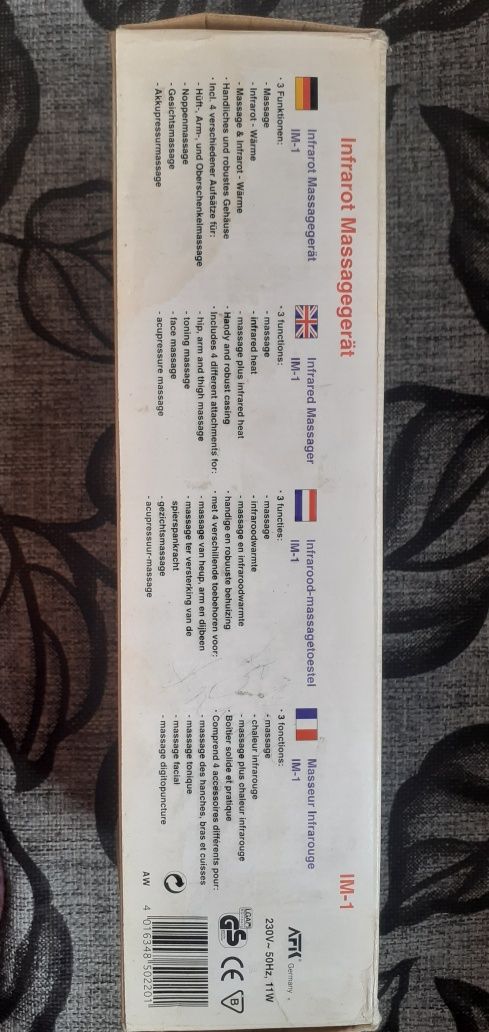 Infrarot Massagegerät
IM-1
Infrarot Massagegerät
IM-1
· 3 Funktionen:
- Massage
- Infrarot - Wärme
- Massage & Infrarot - Wärme
· Handliches und robustes Gehäuse
· Incl. 4 verschiedener Aufsätze für:
- Hüft-, Arm- und Oberschenkelmassage
- Noppenmassage
- Gesichtsmassage
- Akkupressurmassage
Infrared Massager
IM-1
· 3 functions:
- massage
- infrared heat
- massage plus infrared heat
· Handy and robust casing
· Includes 4 different attachments for:
- hip, arm and thigh massage
- toning massage
- face massage
- acupressure massage
Infrarood-massagetoestel
IM-1
· 3 functies:
- massage
- infraroodwarmte
- massage en infraroodwarmte
· handige en robuuste behuizing
· met 4 verschillende toebehoren voor:
- massage van heup, arm en dijbeen
- massage ter versterking van de
spierspankracht
- gezichtsmassage
- acupressuur-massage
Masseur Infrarouge
IM-1
· 3 fonctions:
- massage
- chaleur infrarouge
- massage plus chaleur infrarouge
· Boîtier solide et pratique
· Comprend 4 accessoires différents pour:
- massage des hanches, bras et cuisses
- massage tonique
- massage facial
- massage digitopuncture
AFK Germany
230V~ 50Hz, 11W
LGA
GS CE B
AW
4 016348 502201